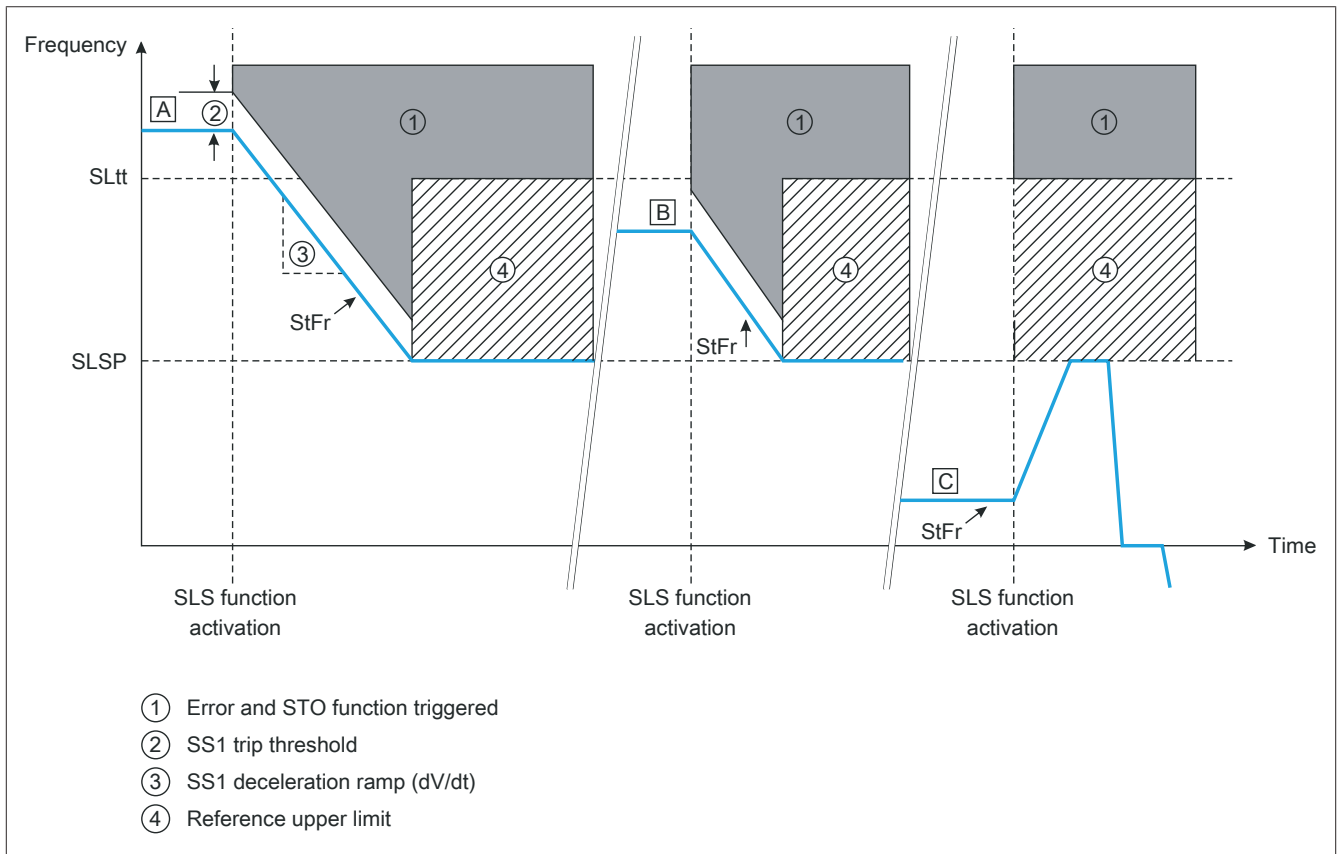 Frequency
A
②
①
①
①
SLtt
B
③
④
④
④
StFr
StFr
SLSP
C
StFr
Time
SLS function
activation
SLS function
activation
SLS function
activation
① Error and STO function triggered
② SS1 trip threshold
③ SS1 deceleration ramp (dV/dt)
④ Reference upper limit